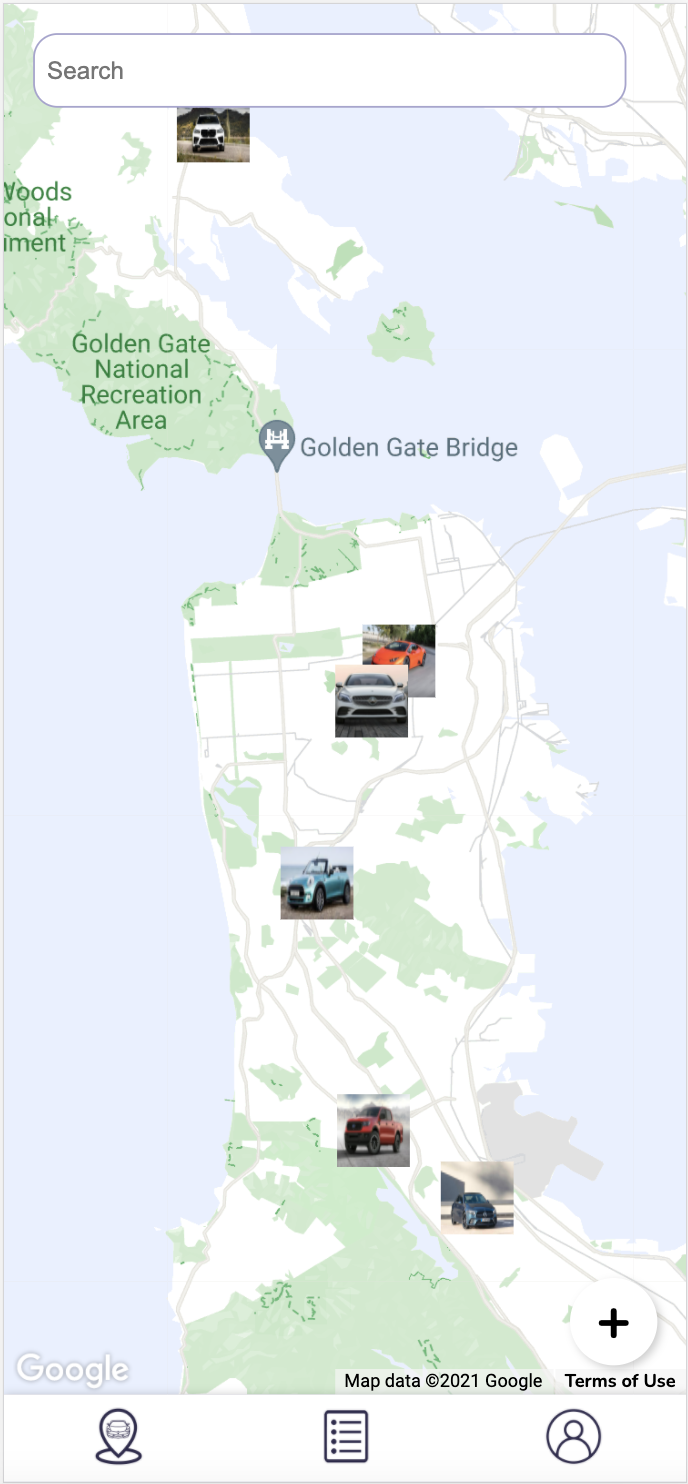 Search
Woods
onal
ument
Golden Gate
National
Recreation
Area
Golden Gate Bridge
Google
Map data ©2021 Google
Terms of Use